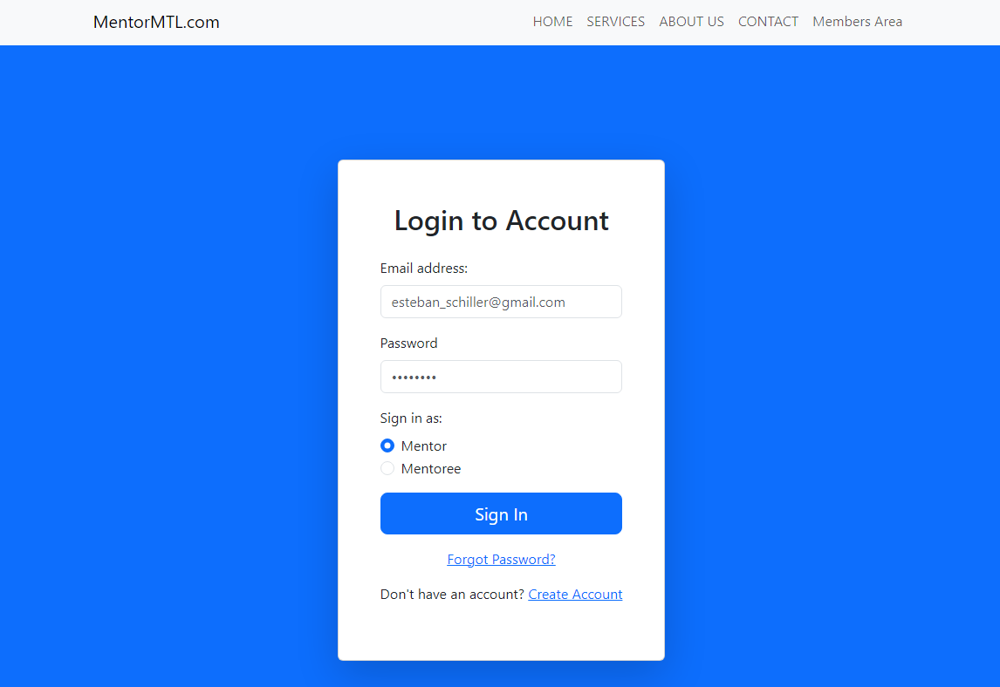 MentorMTL.com HOME SERVICES ABOUT US CONTACT Members Area
Login to Account
Email address:
esteban_schiller@gmail.com
Password
••••••••
Sign in as:
Mentor
Mentoree
Sign In
Forgot Password?
Don't have an account? Create Account